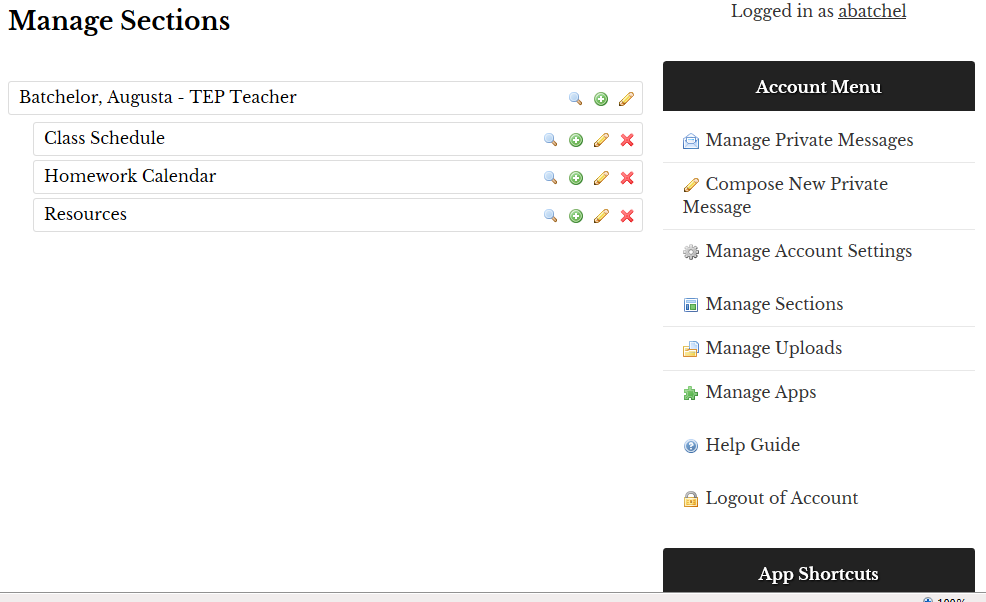 Manage Sections
Logged in as abatchel
Batchelor, Augusta - TEP Teacher
Class Schedule
Homework Calendar
Resources
Account Menu
Manage Private Messages
Compose New Private
Message
Manage Account Settings
Manage Sections
Manage Uploads
Manage Apps
Help Guide
Logout of Account
App Shortcuts